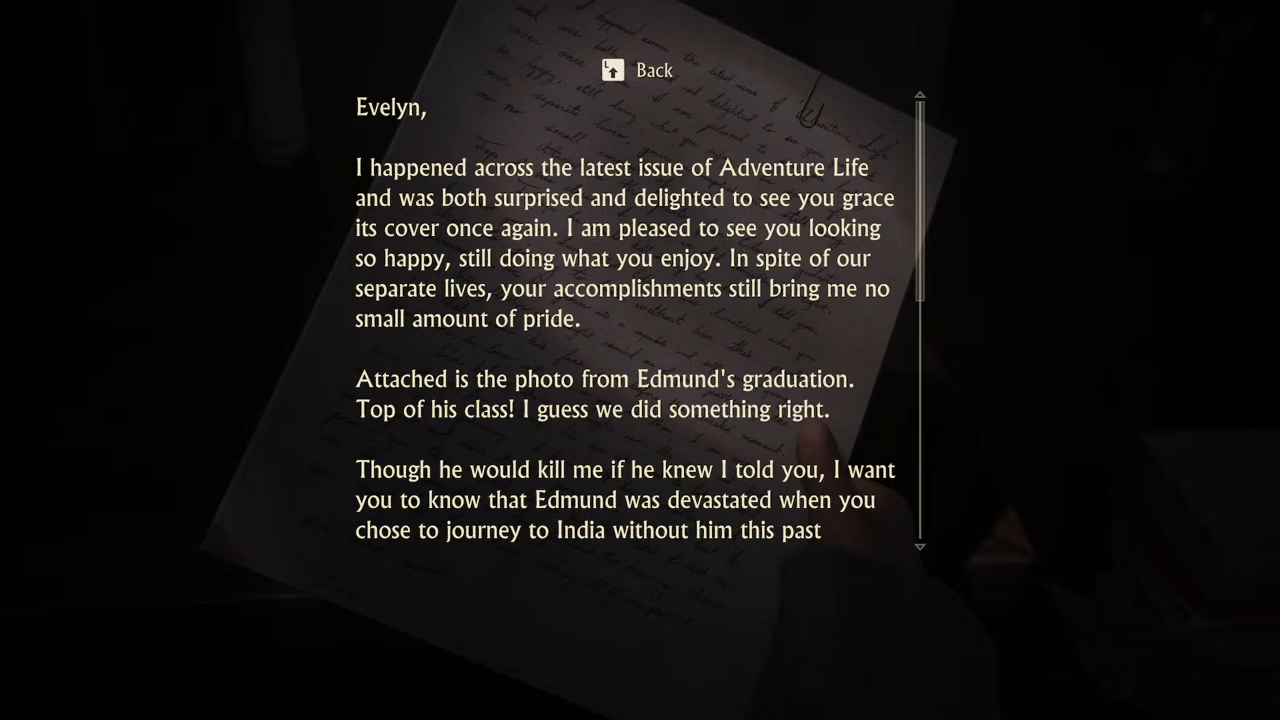 Back
Evelyn,
I happened across the latest issue of Adventure Life
and was both surprised and delighted to see you grace
its cover once again. I am pleased to see you looking
so happy, still doing what you enjoy. In spite of our
separate lives, your accomplishments still bring me no
small amount of pride.
Attached is the photo from Edmund's graduation.
Top of his class! I guess we did something right.
Though he would kill me if he knew I told you, I want
you to know that Edmund was devastated when you
chose to journey to India without him this past